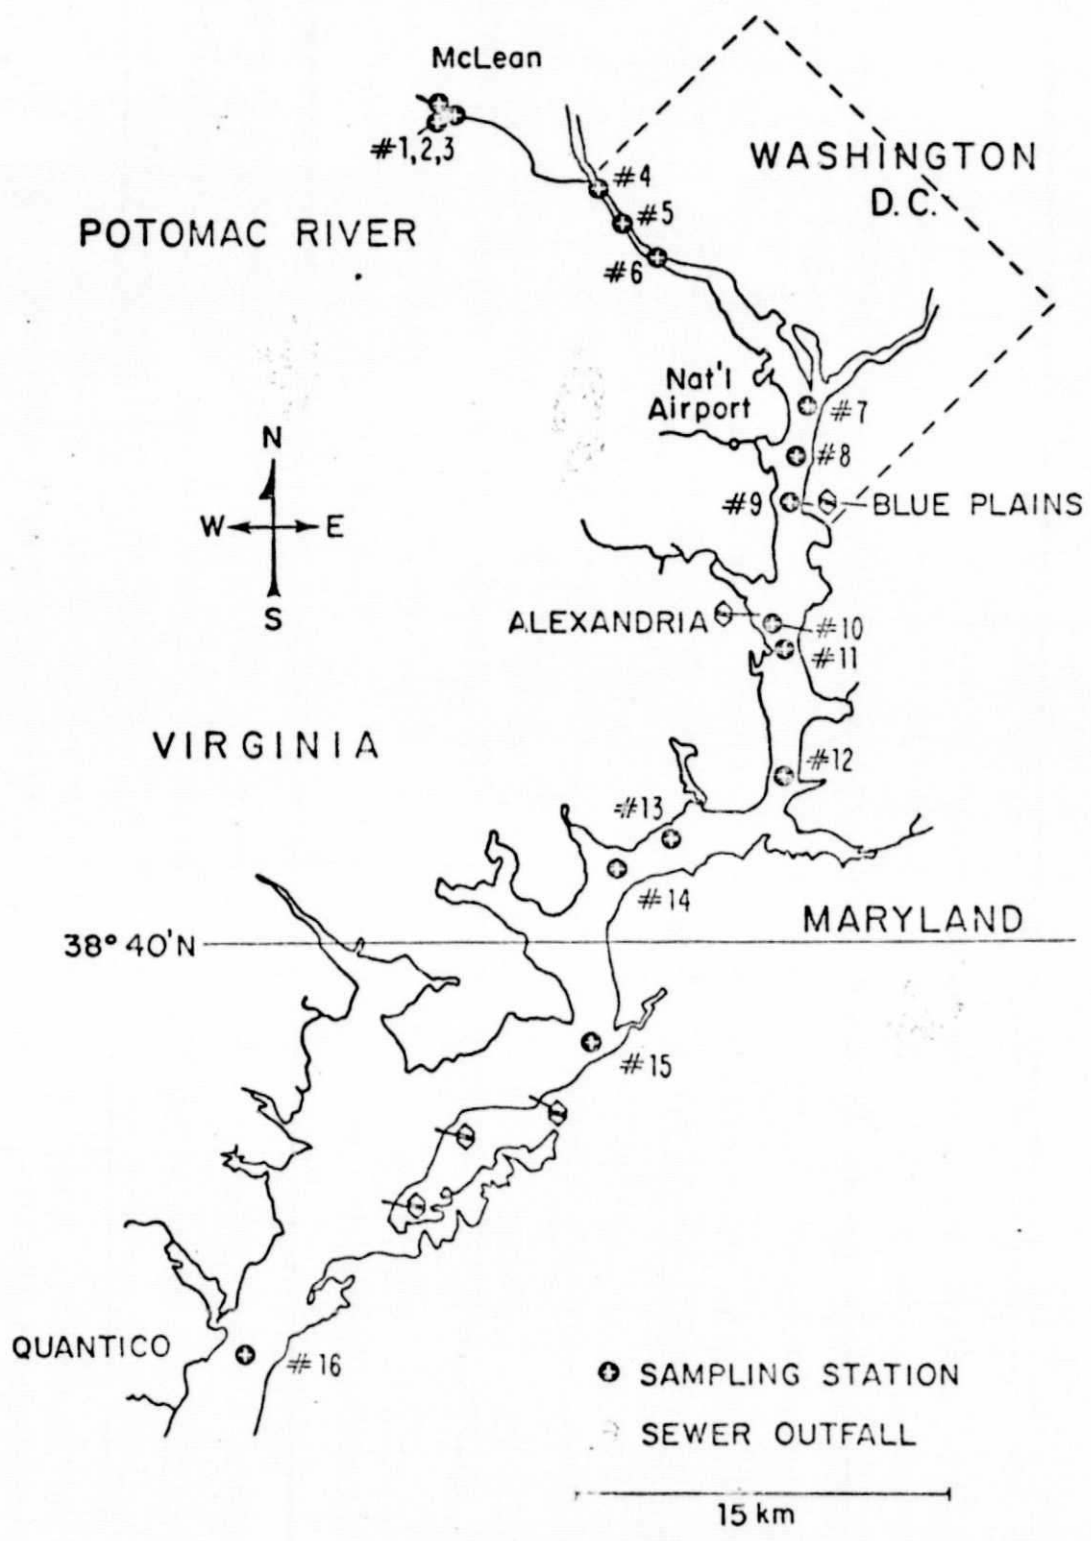 McLean
#1,2,3
WASHINGTON
D.C.
#4
#5
POTOMAC RIVER
#6
Nat'l
Airport
#7
N
#8
W E
#9
BLUE PLAINS
S
ALEXANDRIA
#10
#11
VIRGINIA
#12
#13
#14
MARYLAND
38° 40'N
#15
QUANTICO
#16
SAMPLING STATION
SEWER OUTFALL
15 km